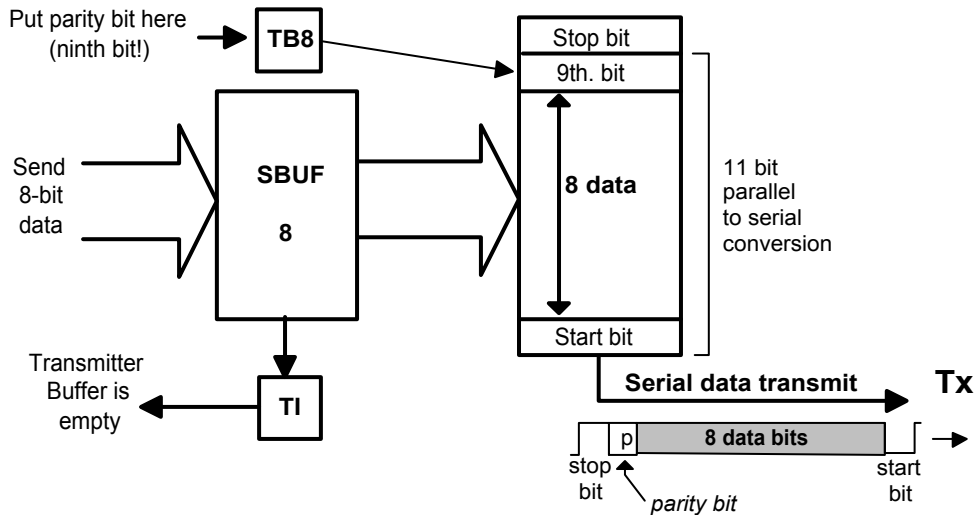 Put parity bit here
(ninth bit!)
TB8
Stop bit
9th. bit
Send
8-bit
data
SBUF
8
8 data
11 bit
parallel
to serial
conversion
Start bit
Transmitter
Buffer is
empty
TI
Serial data transmit
Tx
p
8 data bits
stop
bit
parity bit
start
bit